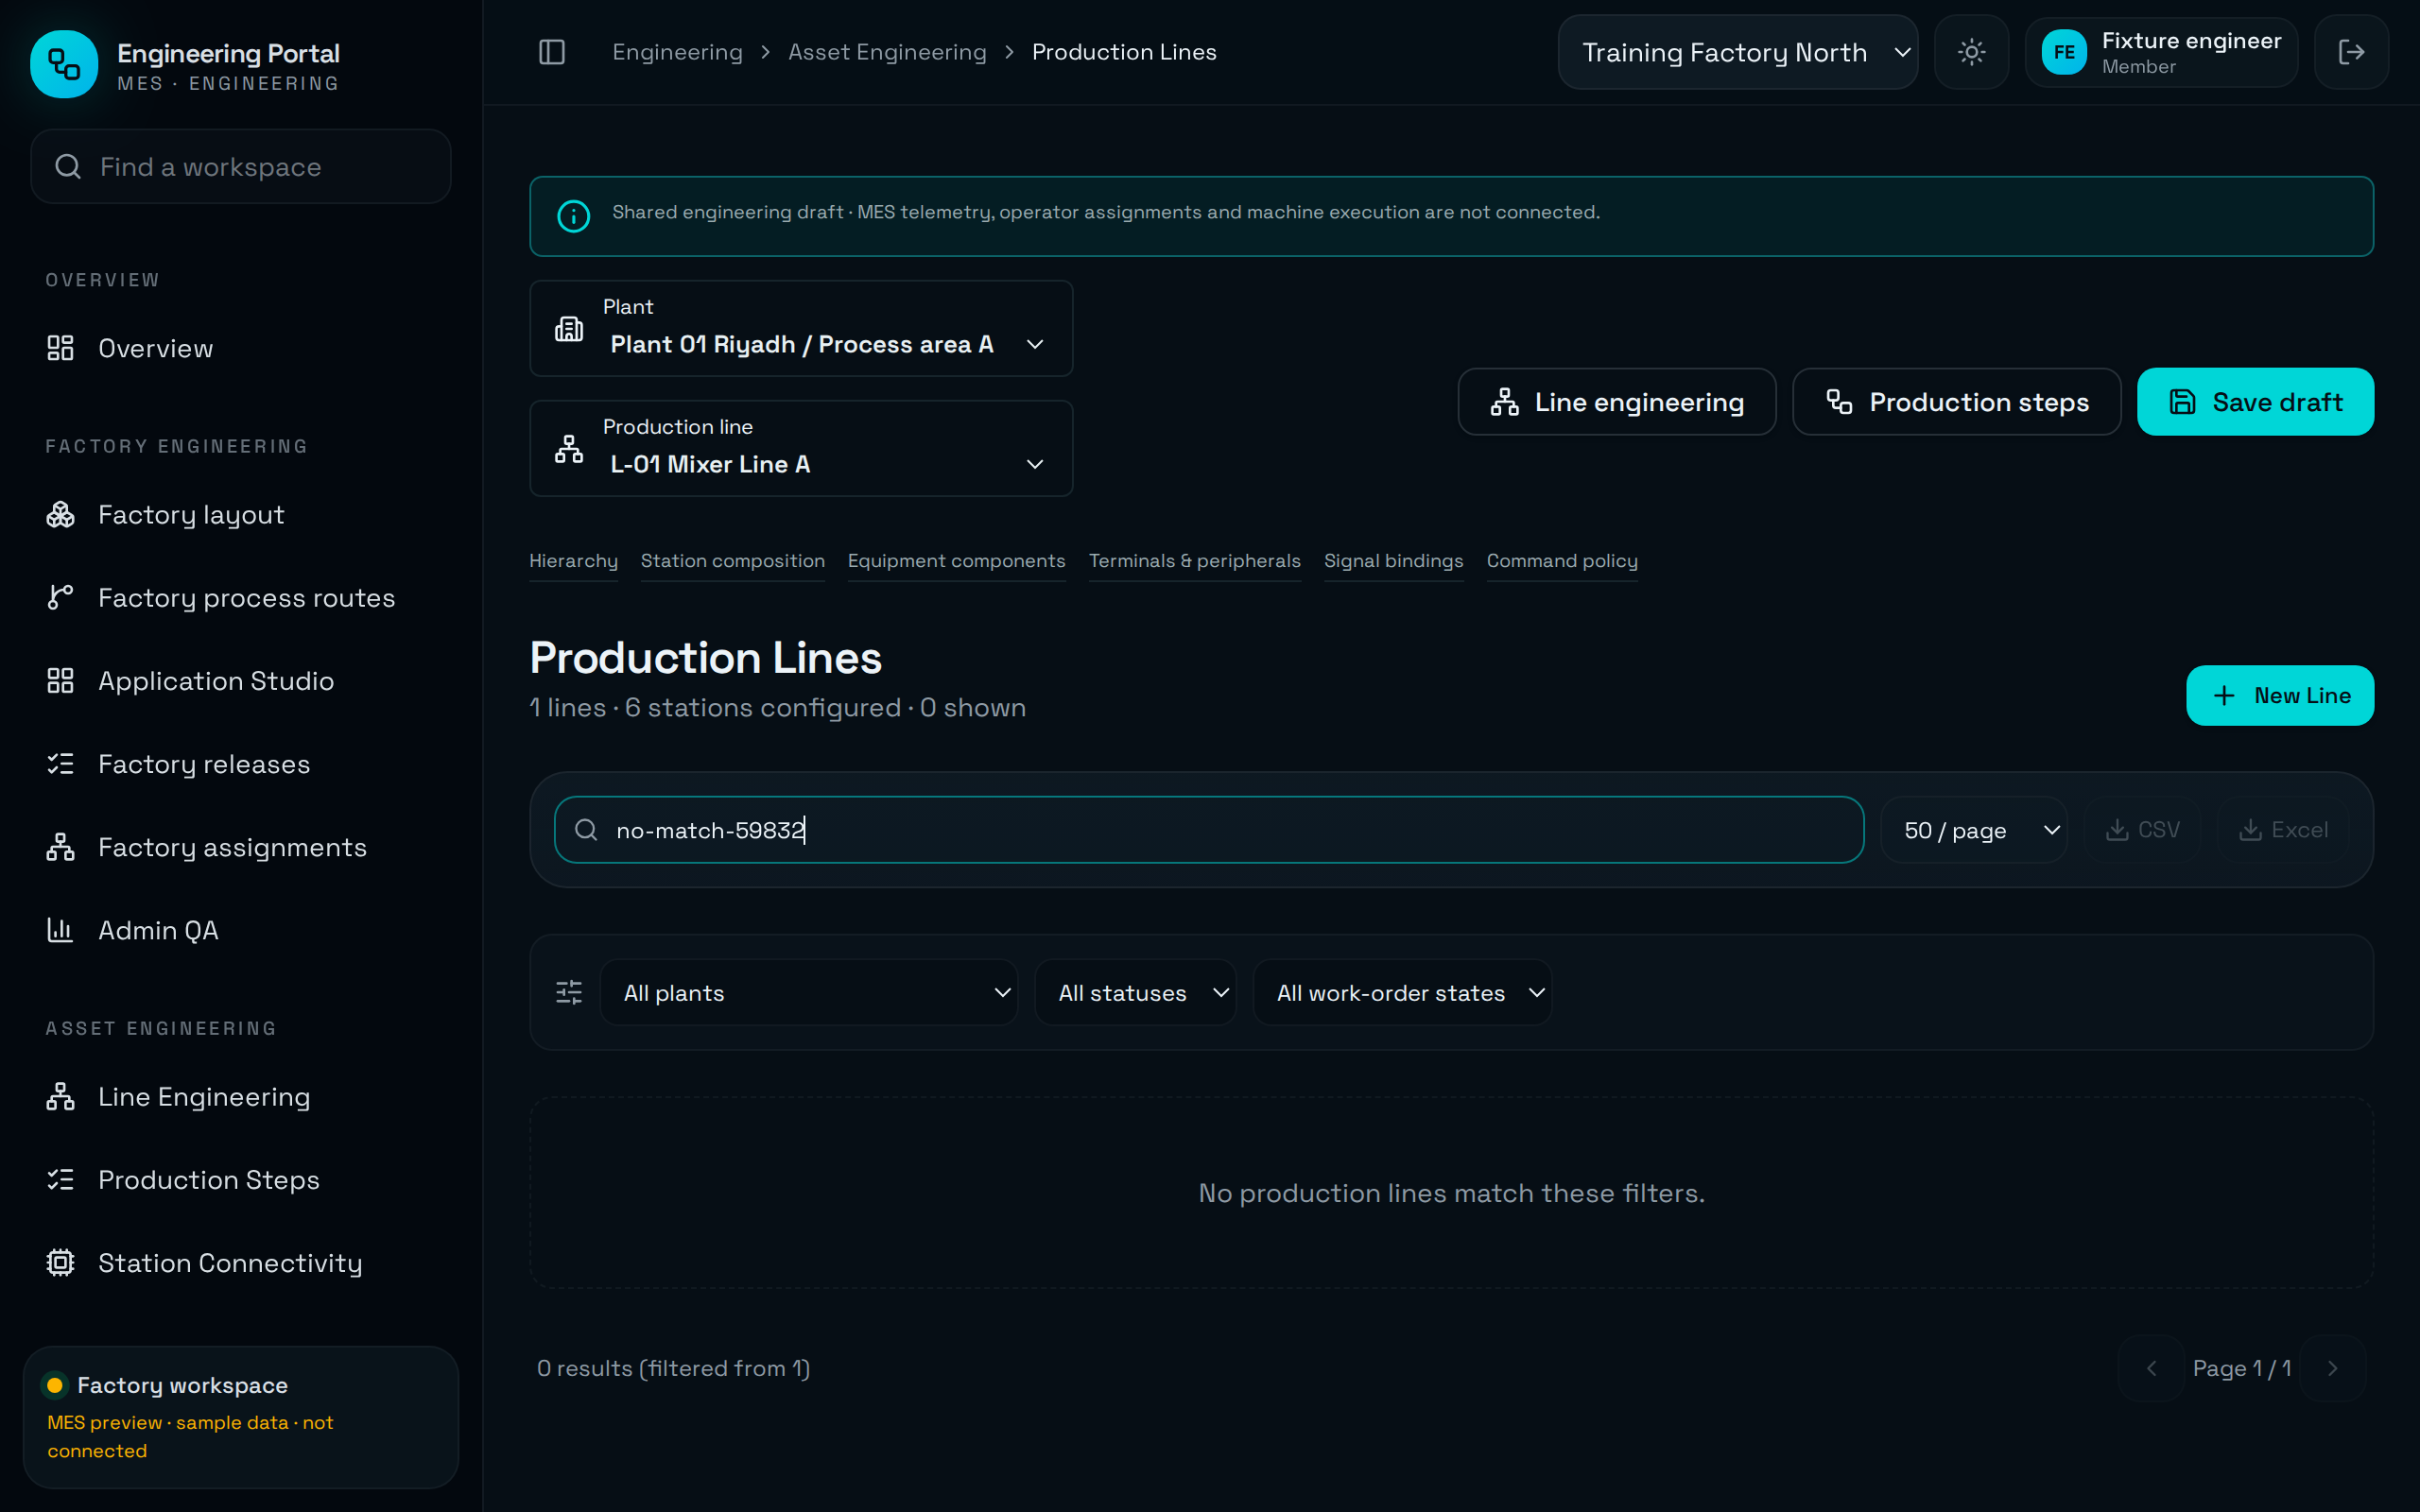 Engineering Portal
MES · ENGINEERING
Find a workspace
OVERVIEW
Overview
FACTORY ENGINEERING
Factory layout
Factory process routes
Application Studio
Factory releases
Factory assignments
Admin QA
ASSET ENGINEERING
Line Engineering
Production Steps
Station Connectivity
Factory workspace
MES preview · sample data · not
connected
Engineering > Asset Engineering > Production Lines
Training Factory North
FE
Fixture engineer
Member
Shared engineering draft · MES telemetry, operator assignments and machine execution are not connected.
Plant
Plant 01 Riyadh / Process area A
Production line
L-01 Mixer Line A
Line engineering
Production steps
Save draft
Hierarchy Station composition Equipment components Terminals & peripherals Signal bindings Command policy
Production Lines
1 lines · 6 stations configured · 0 shown
New Line
no-match-59832
50 / page
CSV
Excel
All plants
All statuses
All work-order states
No production lines match these filters.
0 results (filtered from 1)
Page 1 / 1